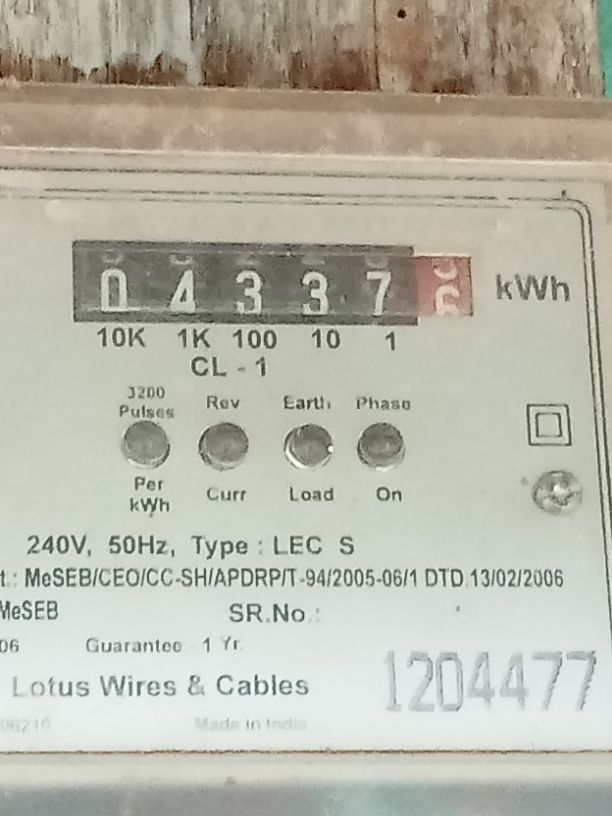 0 4 3 3 7 kWh
10K 1K 100 10 1
CL - 1
3200 Pulses Rev Earth Phase
Per kWh Curr Load On
240V, 50Hz, Type : LEC S
t.: MeSEB/CEO/CC-SH/APDRP/T-94/2005-06/1 DTD.13/02/2006
MeSEB SR.No.:
06 Guarantee 1 Yr.
1204477
Lotus Wires & Cables
96210 Made in India